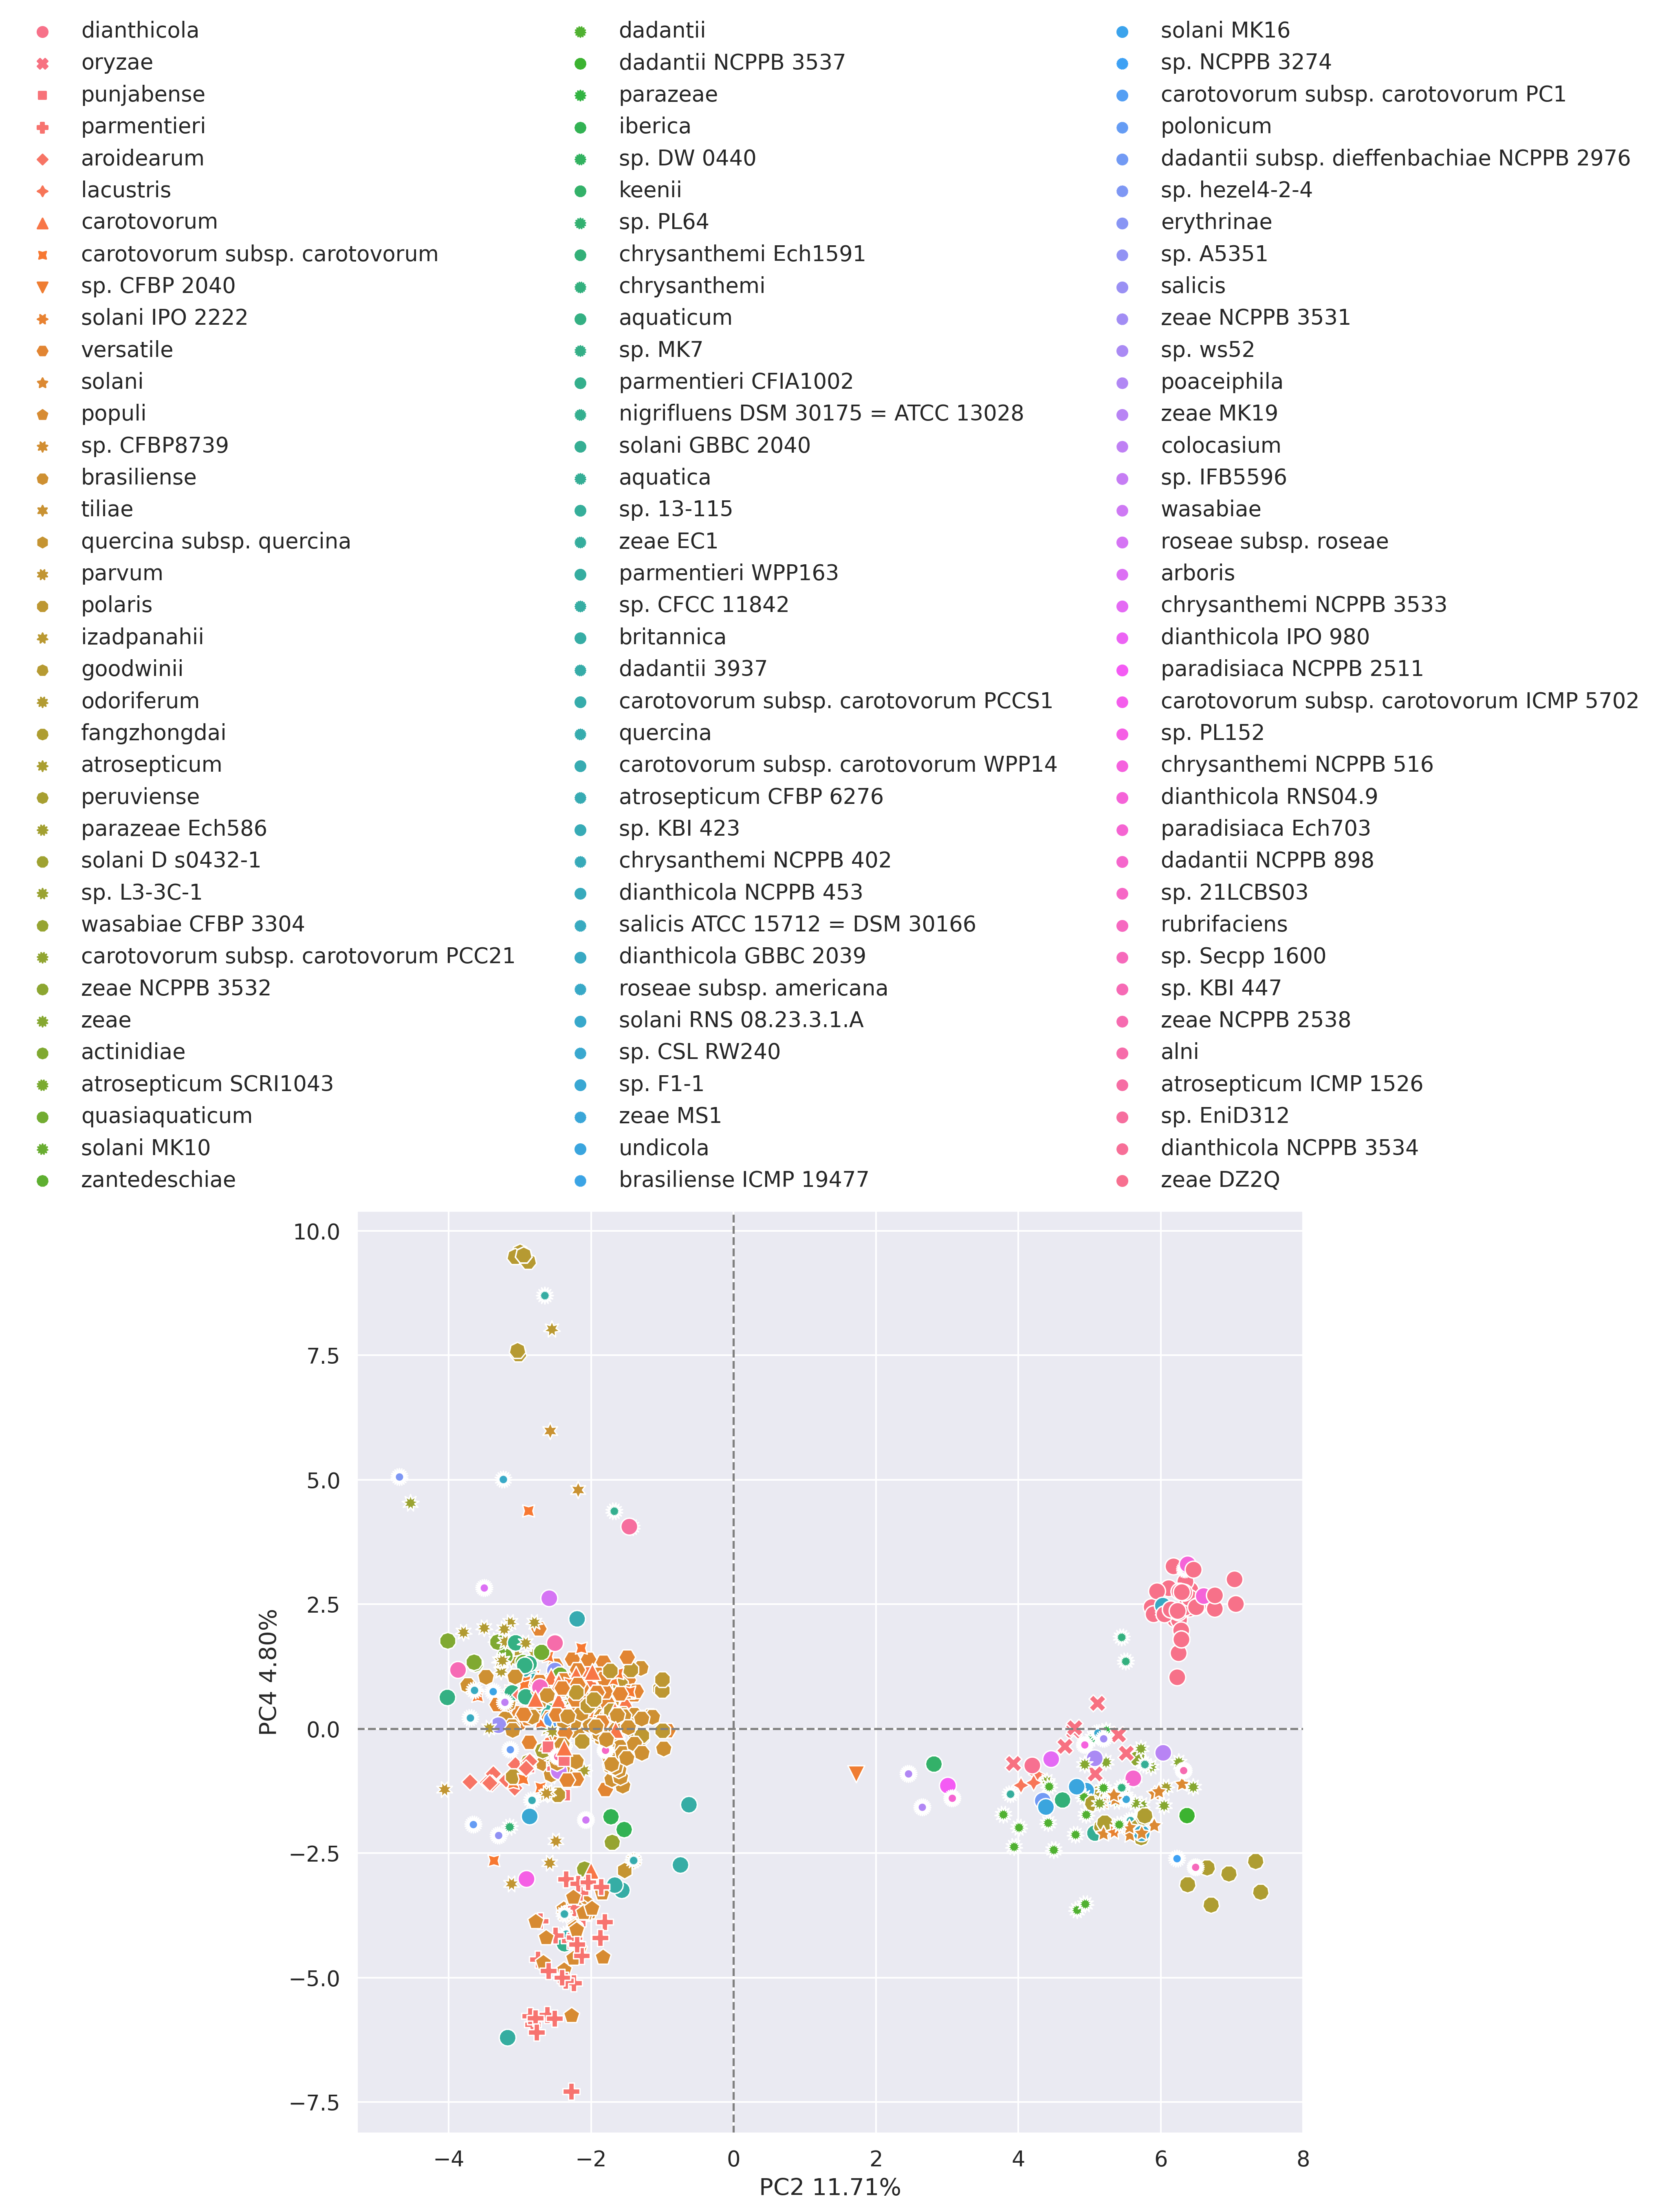 dianthicola
oryzae
punjabense
parmentieri
aroidearum
lacustris
carotovorum
carotovorum subsp. carotovorum
sp. CFBP 2040
solani IPO 2222
versatile
solani
populi
sp. CFBP8739
brasiliense
tiliae
quercina subsp. quercina
parvum
polaris
izadpanahii
goodwinii
odoriferum
fangzhongdai
atrosepticum
peruviense
parazeae Ech586
solani D s0432-1
sp. L3-3C-1
wasabiae CFBP 3304
carotovorum subsp. carotovorum PCC21
zeae NCPPB 3532
zeae
actinidiae
atrosepticum SCRI1043
quasiaquaticum
solani MK10
zantedeschiae
dadantii
dadantii NCPPB 3537
parazeae
iberica
sp. DW 0440
keenii
sp. PL64
chrysanthemi Ech1591
chrysanthemi
aquaticum
sp. MK7
parmentieri CFIA1002
nigrifluens DSM 30175 = ATCC 13028
solani GBBC 2040
aquatica
sp. 13-115
zeae EC1
parmentieri WPP163
sp. CFCC 11842
britannica
dadantii 3937
carotovorum subsp. carotovorum PCCS1
quercina
carotovorum subsp. carotovorum WPP14
atrosepticum CFBP 6276
sp. KBI 423
chrysanthemi NCPPB 402
dianthicola NCPPB 453
salicis ATCC 15712 = DSM 30166
dianthicola GBBC 2039
roseae subsp. americana
solani RNS 08.23.3.1.A
sp. CSL RW240
sp. F1-1
zeae MS1
undicola
brasiliense ICMP 19477
solani MK16
sp. NCPPB 3274
carotovorum subsp. carotovorum PC1
polonicum
dadantii subsp. dieffenbachiae NCPPB 2976
sp. hezel4-2-4
erythrinae
sp. A5351
salicis
zeae NCPPB 3531
sp. ws52
poaceiphila
zeae MK19
colocasium
sp. IFB5596
wasabiae
roseae subsp. roseae
arboris
chrysanthemi NCPPB 3533
dianthicola IPO 980
paradisiaca NCPPB 2511
carotovorum subsp. carotovorum ICMP 5702
sp. PL152
chrysanthemi NCPPB 516
dianthicola RNS04.9
paradisiaca Ech703
dadantii NCPPB 898
sp. 21LCBS03
rubrifaciens
sp. Secpp 1600
sp. KBI 447
zeae NCPPB 2538
alni
atrosepticum ICMP 1526
sp. EniD312
dianthicola NCPPB 3534
zeae DZ2Q
10.0
7.5
5.0
2.5
0.0
−2.5
−5.0
−7.5
PC4 4.80%
−4
−2
0
2
4
6
8
PC2 11.71%